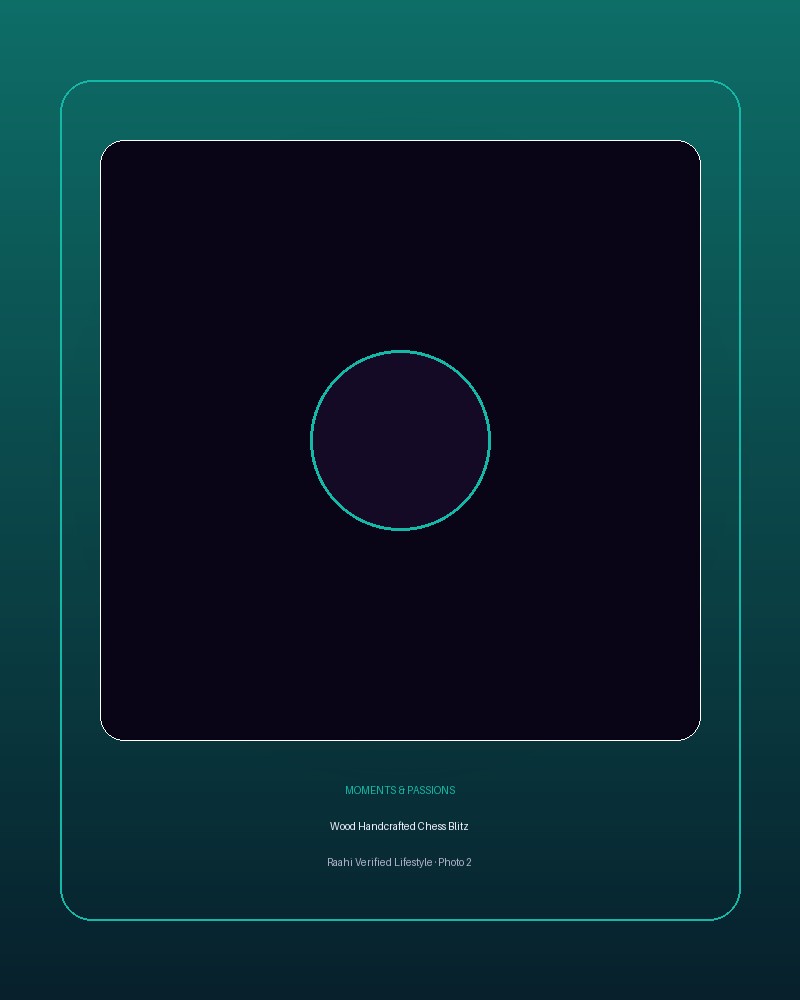 MOMENTS & PASSIONS
Wood Handcrafted Chess Blitz
Raahi Verified Lifestyle · Photo 2